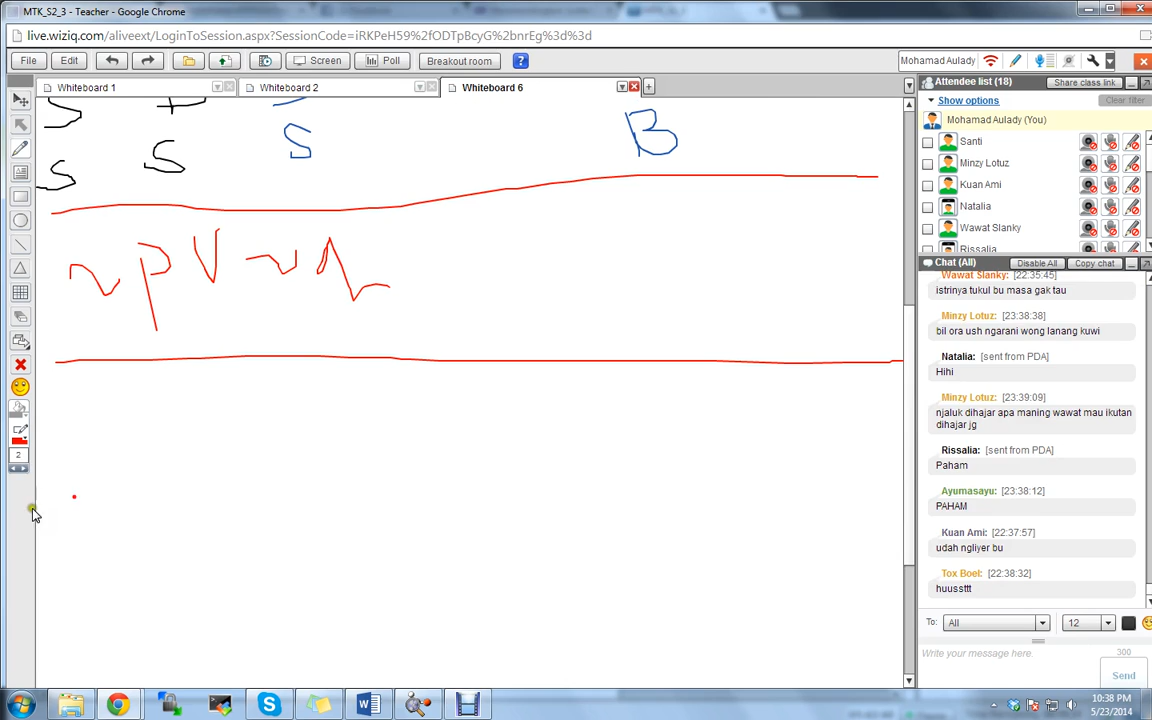 MTK_S2_3 - Teacher - Google Chrome
live.wiziq.com/aliveext/LoginToSession.aspx?SessionCode=iRKPeH59%2fODTpBcyG%2bnrEg%3d%3d
File Edit Screen Poll Breakout room ? Mohamad Aulady
Whiteboard 1 Whiteboard 2 Whiteboard 6
S S B
S
~p V ~
2
Attendee list (18) Share class link
Show options Clear filter
Mohamad Aulady (You)
Santi
Minzy Lotuz
Kuan Ami
Natalia
Wawat Slanky
Rissalia
Chat (All) Disable All Copy chat
Wawat Slanky [22:35:45]
istrinya tukul bu masa gak tau
Minzy Lotuz: [23:38:38]
bil ora ush ngarani wong lanang kuwi
Natalia: [sent from PDA]
Hihi
Minzy Lotuz: [23:39:09]
njaluk dihajar apa maning wawat mau ikutan
dihajar jg
Rissalia: [sent from PDA]
Paham
Ayumasayu: [23:38:12]
PAHAM
Kuan Ami: [22:37:57]
udah ngliyer bu
Tox Boel: [22:38:32]
huussttt
To: All 12
Write your message here. 300
Send
10:38 PM
5/23/2014